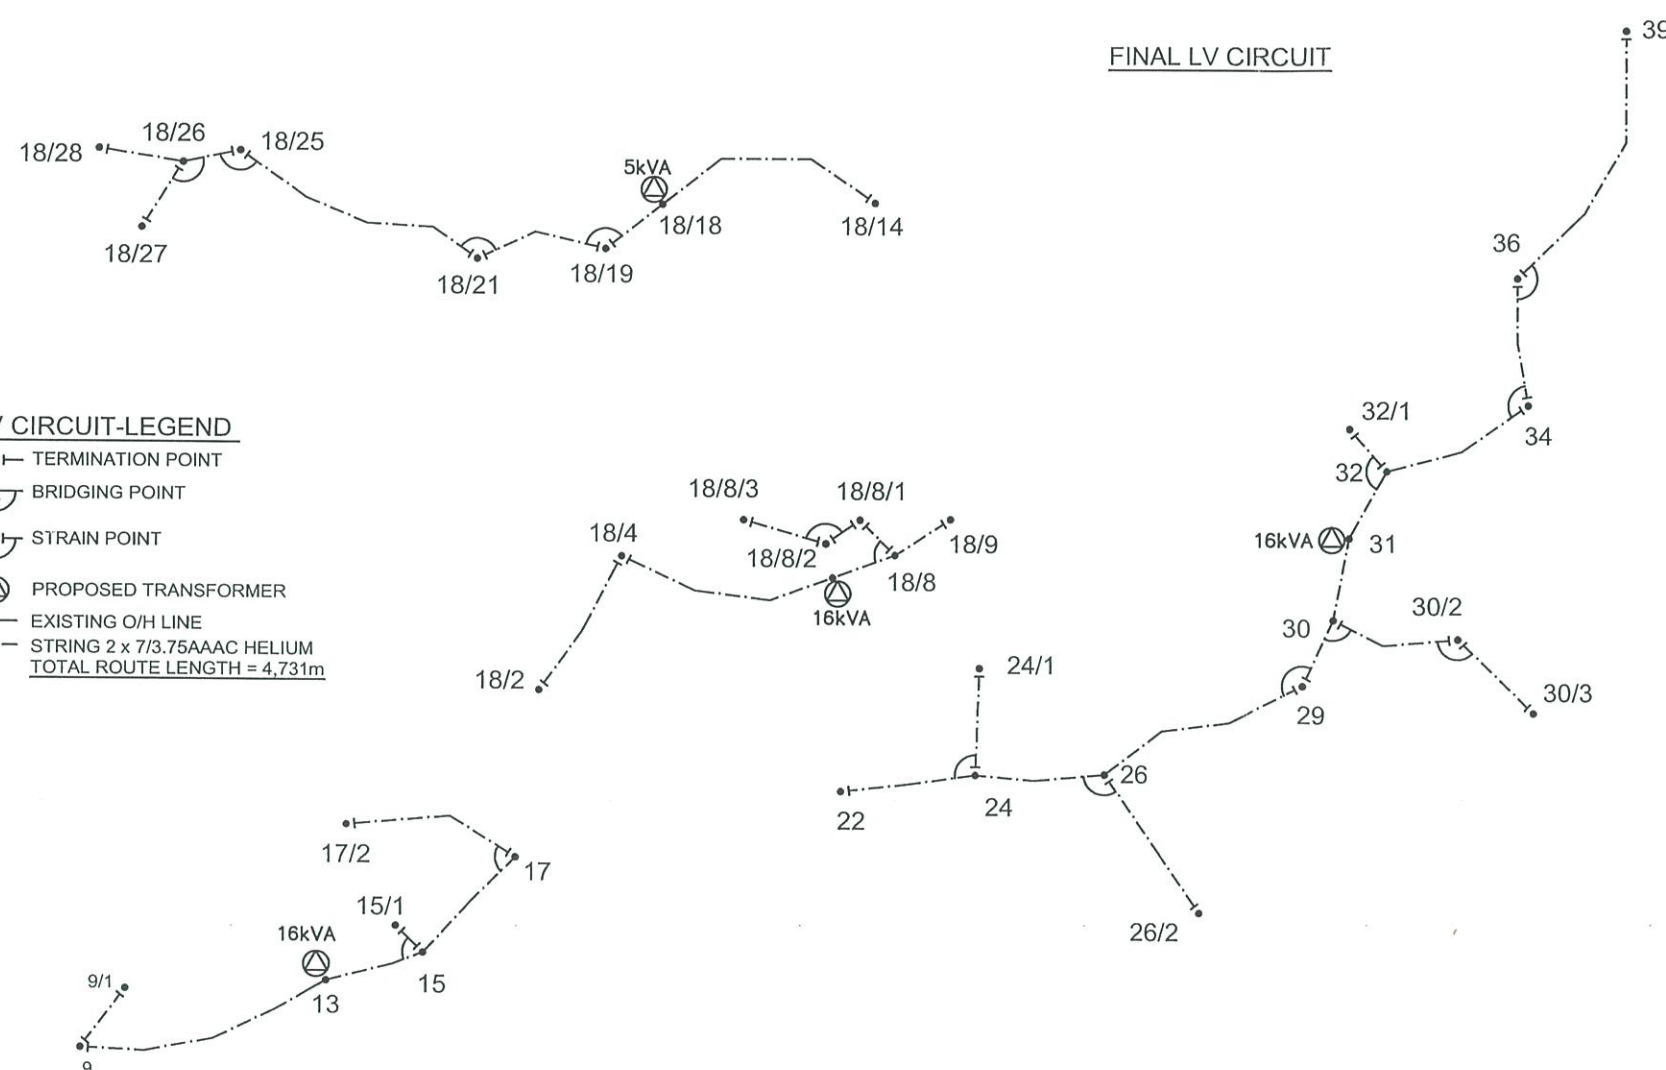 FINAL LV CIRCUIT
39
18/28
18/26
18/25
5kVA
18/18
18/14
18/27
18/21
18/19
36
34
32/1
32
16kVA
31
V CIRCUIT-LEGEND
TERMINATION POINT
BRIDGING POINT
STRAIN POINT
PROPOSED TRANSFORMER
EXISTING O/H LINE
STRING 2 x 7/3.75AAAC HELIUM
TOTAL ROUTE LENGTH = 4,731m
18/8/3
18/8/1
18/4
18/8/2
18/9
18/8
16kVA
18/2
30
30/2
30/3
29
24/1
26
24
22
26/2
17/2
17
15/1
16kVA
15
13
9/1
9